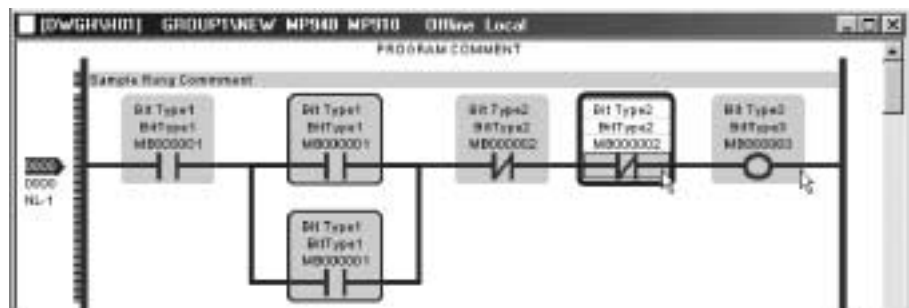 [DWGH\H01] GROUP1\NEW MP940 MP910 Offline Local
PROGRAM COMMENT
Sample Rung Comment
Bit Type1
BitType1
MB000001
Bit Type1
BitType1
MB000001
Bit Type2
BitType2
MB000002
Bit Type2
BitType2
MB000002
BitType3
MB000003
0000
0000
NL-1
Bit Type1
BitType1
MB000001